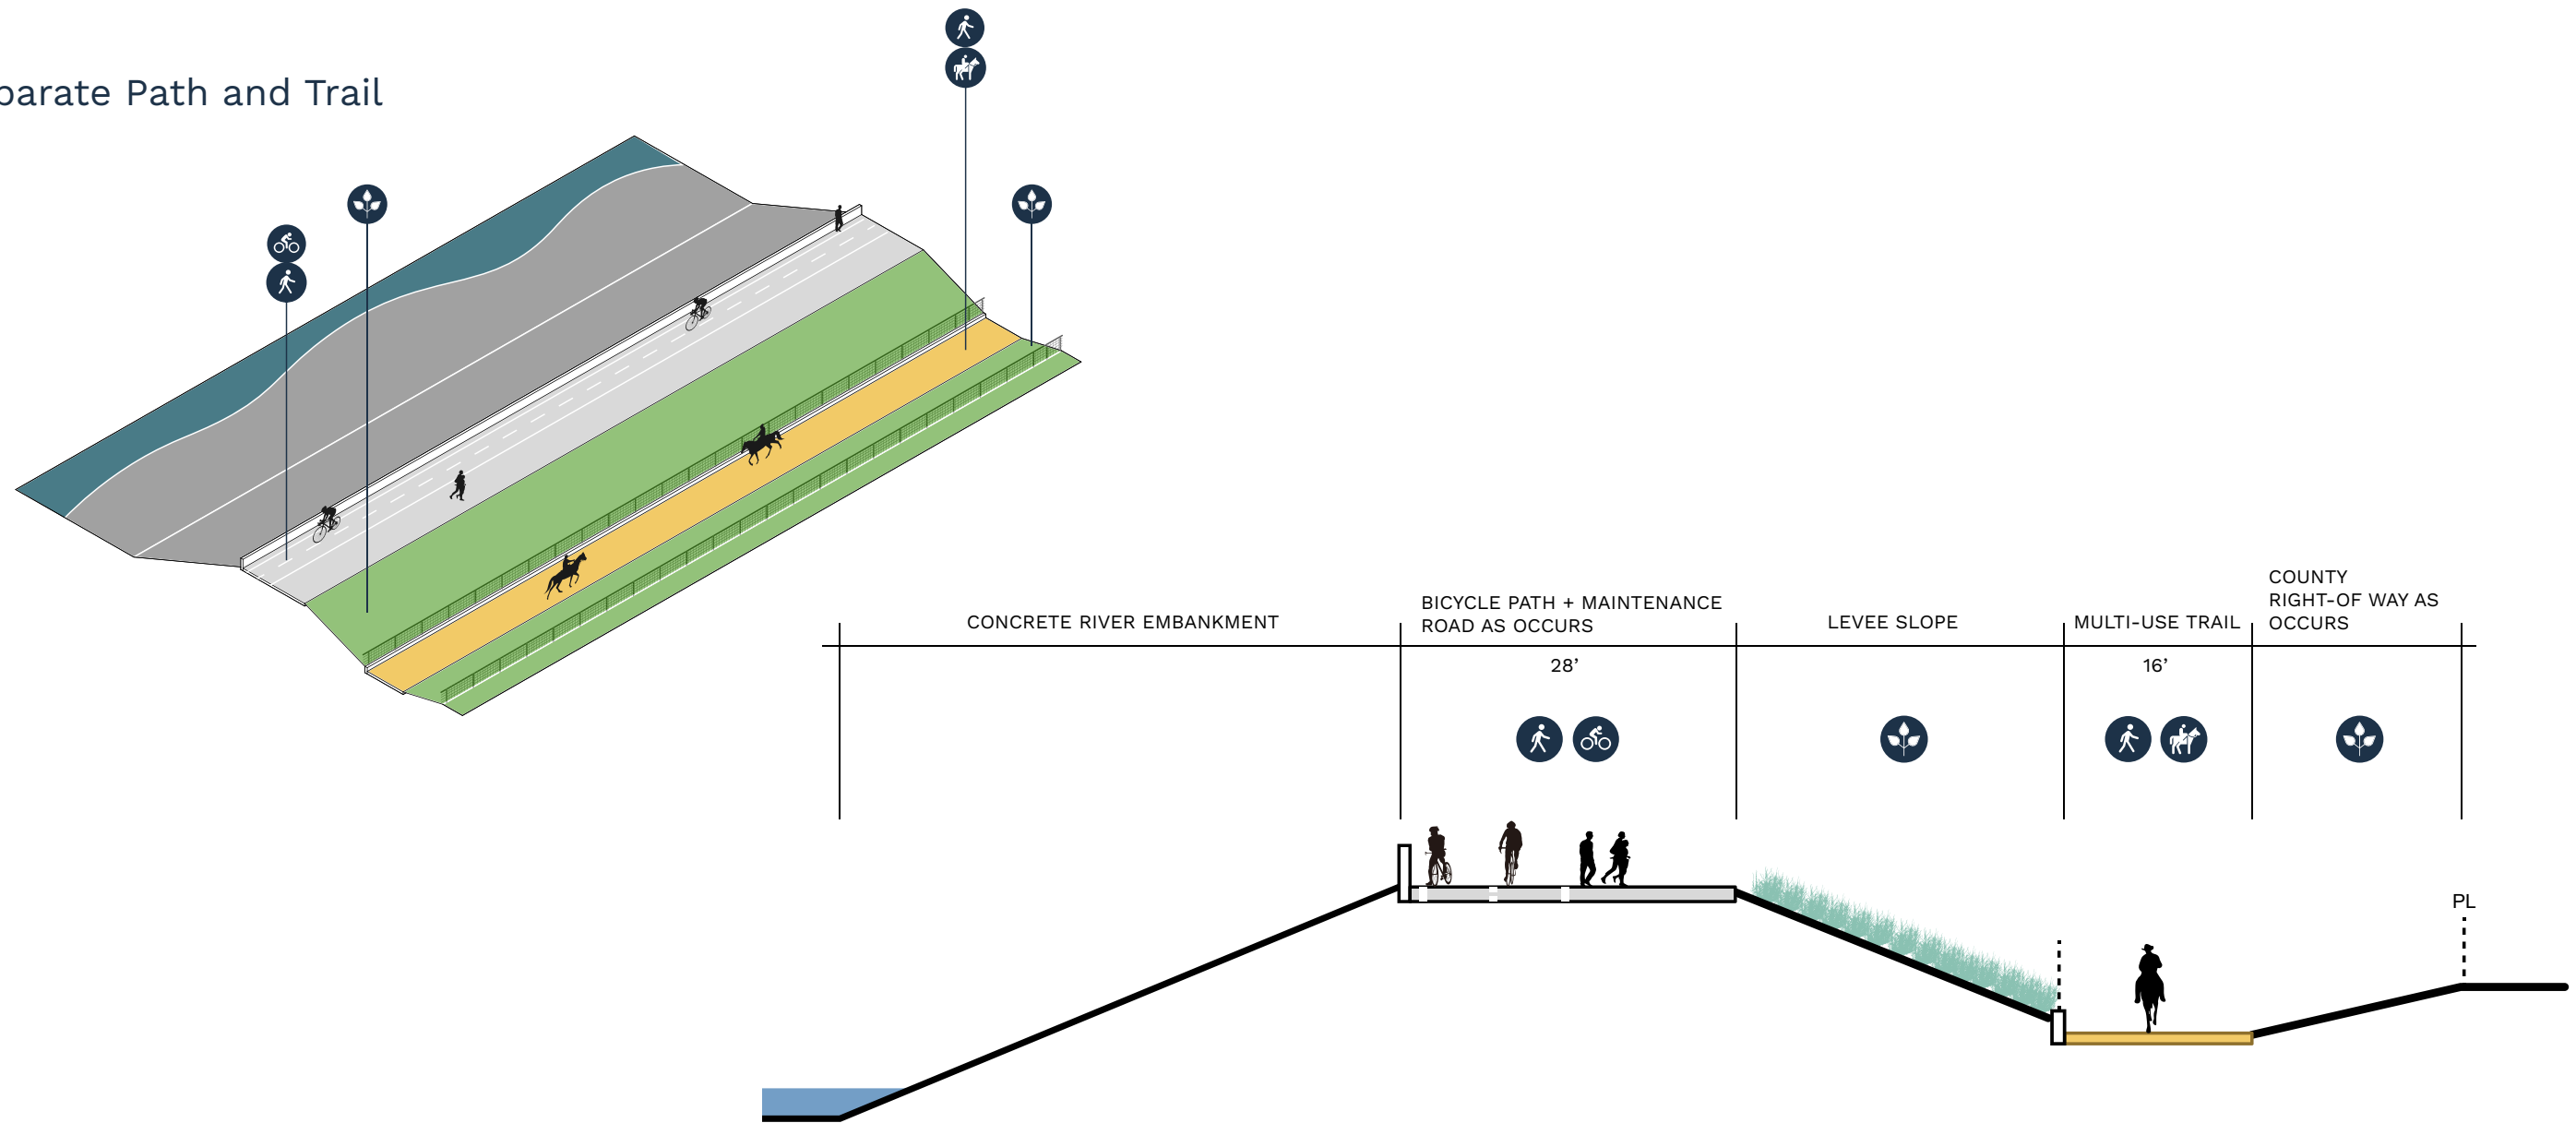 parate Path and Trail
CONCRETE RIVER EMBANKMENT
BICYCLE PATH + MAINTENANCE
ROAD AS OCCURS
LEVEE SLOPE
MULTI-USE TRAIL
COUNTY
RIGHT-OF WAY AS
OCCURS
28’
16’
PL